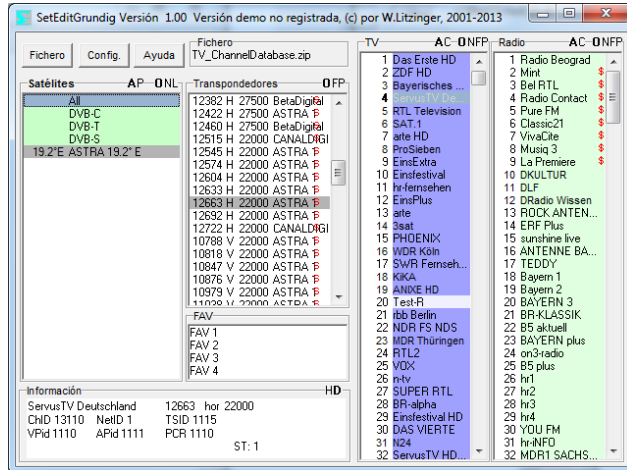 SetEditGrundig Versión 1.00 Versión demo no registrada, (c) por W.Litzinger, 2001-2013
Fichero
Config.
Ayuda
Fichero
TV_ChannelDatabase.zip
Satélites AP ONL
All
DVB-C
DVB-T
DVB-S
19.2°E ASTRA 19.2° E
Transpondedores OFP
12382 H 27500 BetaDigital
12422 H 27500 ASTRA 1
12460 H 27500 BetaDigital
12515 H 22000 CANALDIGI
12545 H 22000 ASTRA 1
12574 H 22000 ASTRA 1
12604 H 22000 ASTRA 1
12633 H 22000 ASTRA 1
12663 H 22000 ASTRA 1
12692 H 22000 ASTRA 1
12722 H 22000 CANALDIGI
10788 V 22000 ASTRA 1
10818 V 22000 ASTRA 1
10847 V 22000 ASTRA 1
10876 V 22000 ASTRA 1
10979 V 22000 ASTRA 1
11038 V 22000 ASTRA 1
FAV
FAV 1
FAV 2
FAV 3
FAV 4
Información HD
ServusTV Deutschland 12663 hor 22000
ChID 13110 NetID 1 TSID 1115
VPid 1110 APid 1111 PCR 1110
ST: 1
TV AC-ONFP
1 Das Erste HD
2 ZDF HD
3 Bayerisches ...
4 ServusTV De...
5 RTL Television
6 SAT.1
7 arte HD
8 ProSieben
9 EinsExtra
10 Einsfestival
11 hr-fernsehen
12 EinsPlus
13 arte
14 3sat
15 PHOENIX
16 WDR Köln
17 SWR Fernseh...
18 KiKA
19 ANIXE HD
20 Test-R
21 rbb Berlin
22 NDR FS NDS
23 MDR Thüringen
24 RTL2
25 VOX
26 n-tv
27 SUPER RTL
28 BR-alpha
29 Einsfestival HD
30 DAS VIERTE
31 N24
32 ServusTV HD...
Radio AC-ONFP
1 Radio Beograd
2 Mint $
3 Bel RTL $
4 Radio Contact $
5 Pure FM $
6 Classic21 $
7 VivaCite $
8 Musiq 3 $
9 La Premiere $
10 DKULTUR
11 DLF
12 DRadio Wissen
13 ROCK ANTEN...
14 ERF Plus
15 sunshine live
16 ANTENNE BA...
17 TEDDY
18 Bayern 1
19 Bayern 2
20 BAYERN 3
21 BR-KLASSIK
22 B5 aktuell
23 BAYERN plus
24 on3-radio
25 B5 plus
26 hr1
27 hr2
28 hr3
29 hr4
30 YOU FM
31 hr-iNFO
32 MDR1 SACHS...